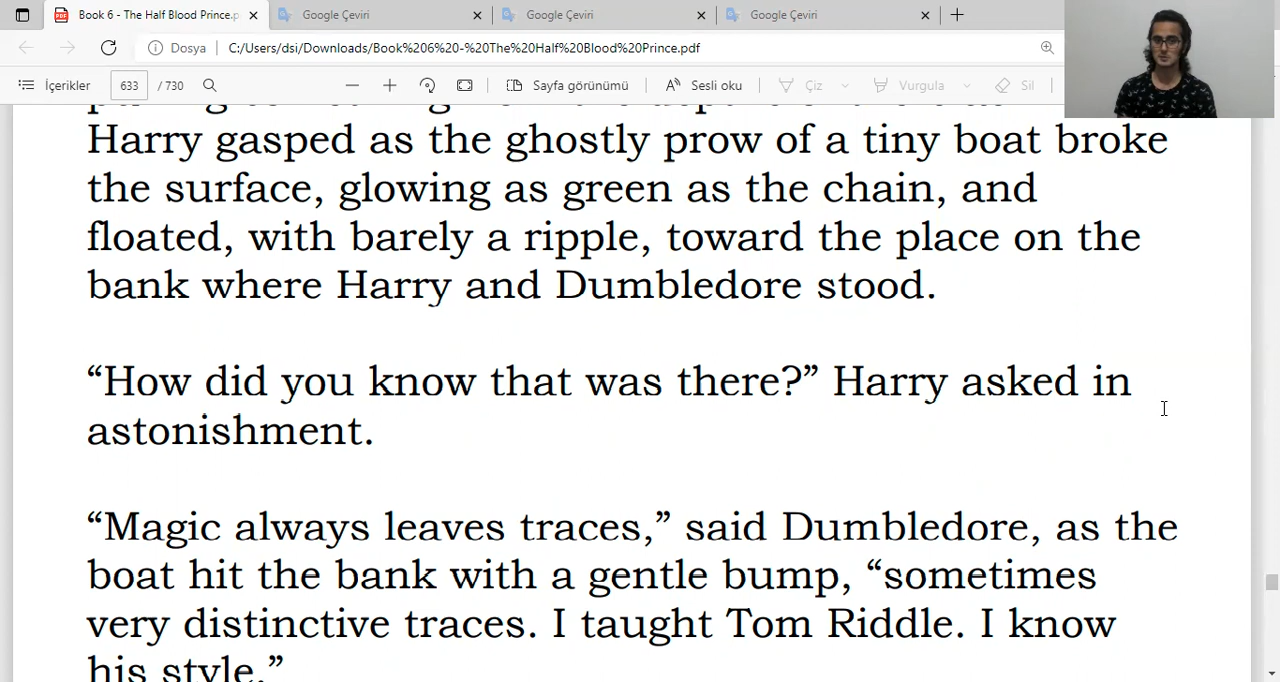 Book 6 - The Half Blood Prince.p
Google Çeviri
Google Çeviri
Google Çeviri
Dosya
C:/Users/dsi/Downloads/Book%206%20-%20The%20Half%20Blood%20Prince.pdf
İçerikler
633 / 730
Sayfa görünümü
Sesli oku
Çiz
Vurgula
Sil
Harry gasped as the ghostly prow of a tiny boat broke
the surface, glowing as green as the chain, and
floated, with barely a ripple, toward the place on the
bank where Harry and Dumbledore stood.
“How did you know that was there?” Harry asked in
astonishment.
“Magic always leaves traces,” said Dumbledore, as the
boat hit the bank with a gentle bump, “sometimes
very distinctive traces. I taught Tom Riddle. I know
his style.”